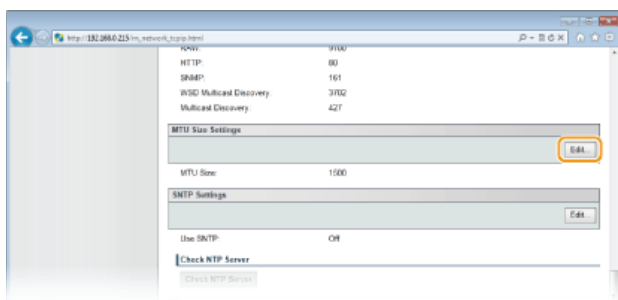 http://192.168.0.215/m_network_tcpip.html
RAW: 9100
HTTP: 80
SNMP: 161
WSD Multicast Discovery: 3702
Multicast Discovery: 427
MTU Size Settings
Edit...
MTU Size: 1500
SNTP Settings
Edit...
Use SNTP: Off
Check NTP Server
Check NTP Server